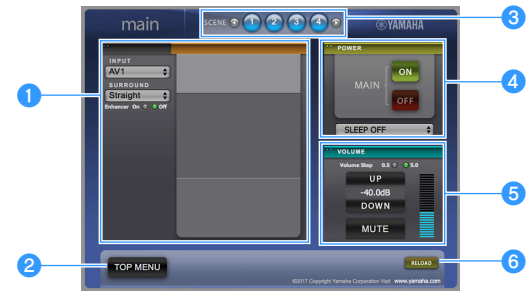 main
SCENE 1 2 3 4
YAMAHA
3
INPUT
AV1
SURROUND
Straight
Enhancer On Off
1
POWER
MAIN
ON
OFF
SLEEP OFF
4
VOLUME
Volume Step 0.5 5.0
UP
-40.0dB
DOWN
MUTE
5
2
TOP MENU
RELOAD
6
©2017 Copyright Yamaha Corporation Visit www.yamaha.com